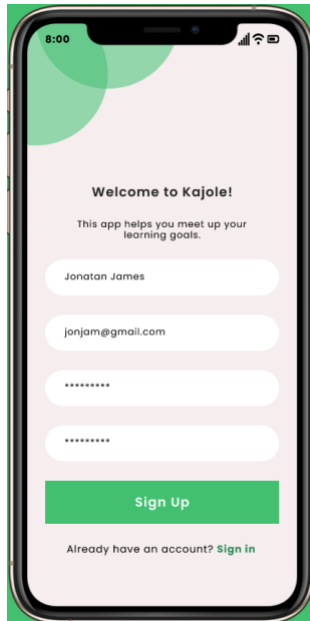 8:00
Welcome to Kajole!
This app helps you meet up your
learning goals.
Jonatan James
jonjam@gmail.com
*********
*********
Sign Up
Already have an account? Sign in